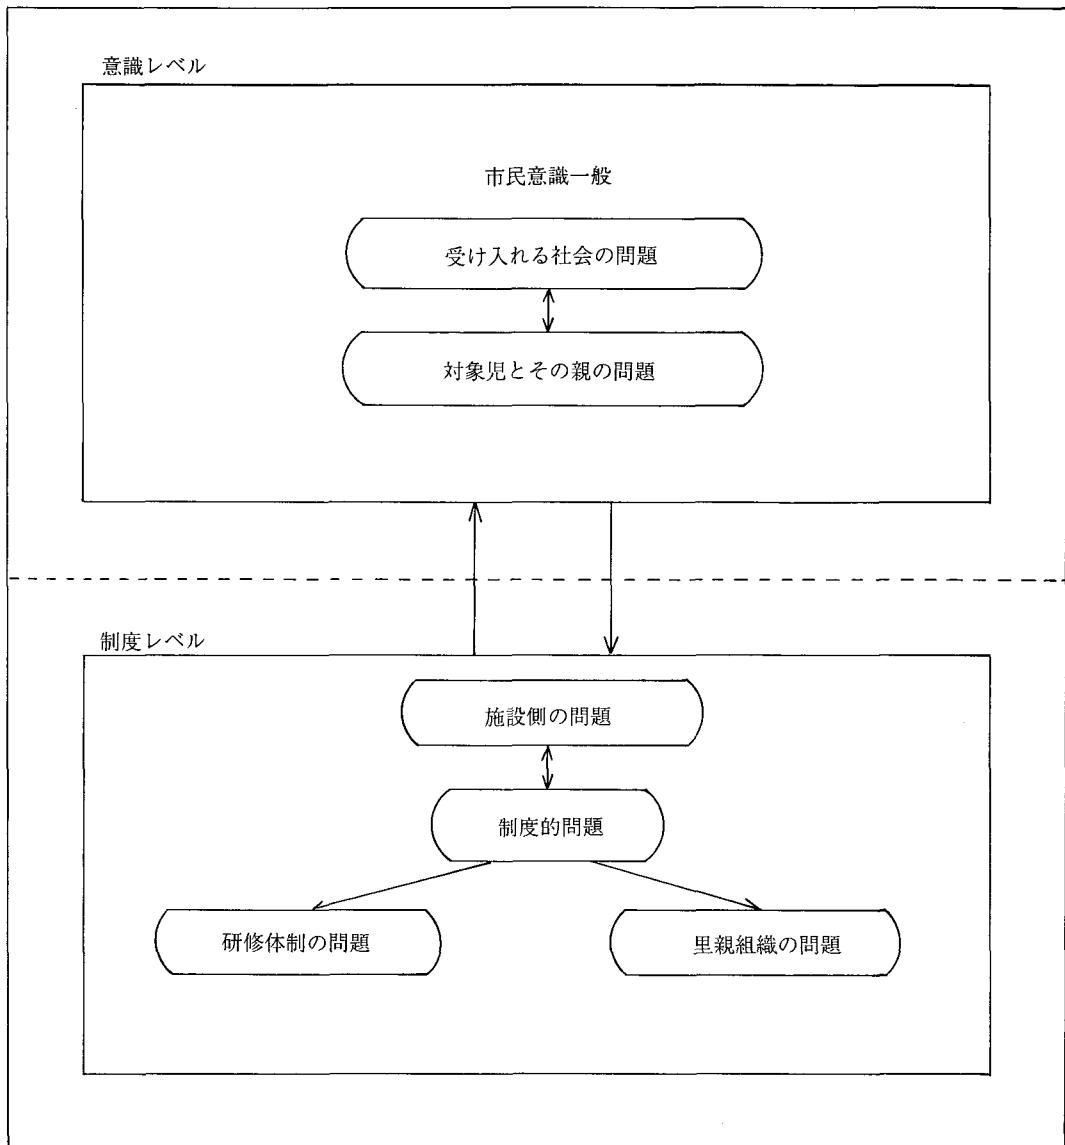 意識レベル
市民意識一般
受け入れる社会の問題
対象児とその親の問題
制度レベル
施設側の問題
制度的問題
研修体制の問題
里親組織の問題